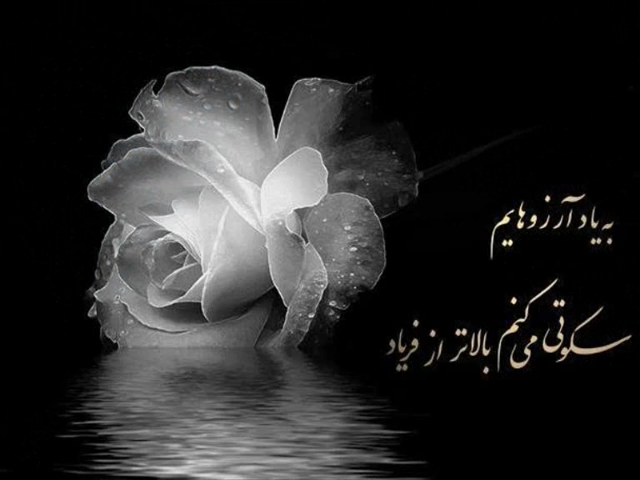 به یاد آرزوهایم
سکوتی می کنم بالاتر از فریاد